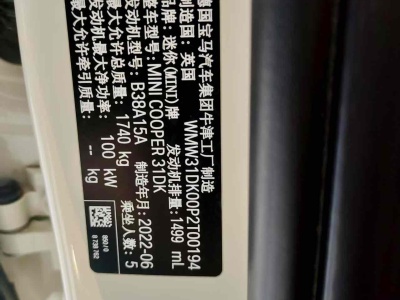 德国宝马汽车集团牛津工厂制造
制造国：英国 WMW31DK00P2T00194
品牌：迷你(MINI)牌 发动机排量：1499 mL
整车型号：MINI COOPER 31DK
发动机型号：B38A15A 制造年月：2022-06
最大允许总质量：1740 kg 乘坐人数：5
发动机最大净功率：100 kW
最大允许牵引质量：-- kg